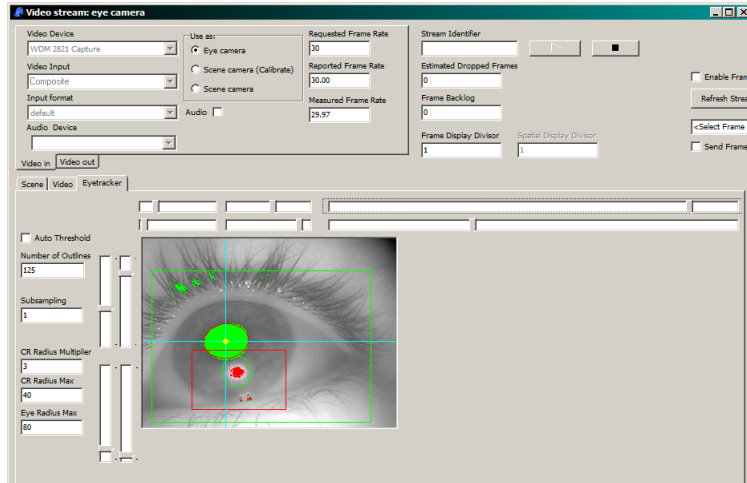 Video stream: eye camera
Video Device
WDM 2821 Capture
Video Input
Composite
Input format
default
Audio Device
Use as:
Eye camera
Scene camera (Calibrate)
Scene camera
Audio
Requested Frame Rate
30
Reported Frame Rate
30.00
Measured Frame Rate
29.97
Stream Identifier
Estimated Dropped Frames
0
Frame Backlog
0
Frame Display Divisor
1
Spatial Display Divisor
1
Enable Fram
Refresh Strea
<Select Frame
Send Frame
Video in
Video out
Scene
Video
Eyetracker
Auto Threshold
Number of Outlines
125
Subsampling
1
CR Radius Multiplier
3
CR Radius Max
40
Eye Radius Max
80